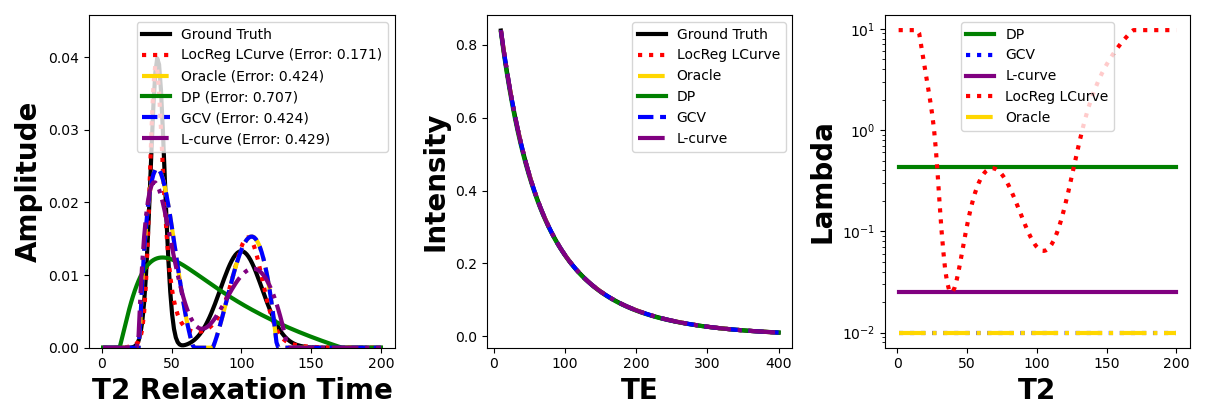 Amplitude
0.04
0.03
0.02
0.01
0.00
Ground Truth
LocReg LCurve (Error: 0.171)
Oracle (Error: 0.424)
DP (Error: 0.707)
GCV (Error: 0.424)
L-curve (Error: 0.429)
0 50 100 150 200
T2 Relaxation Time
Intensity
0.8
0.6
0.4
0.2
0.0
Ground Truth
LocReg LCurve
Oracle
DP
GCV
L-curve
0 100 200 300 400
TE
Lambda
10¹
10⁰
10⁻¹
10⁻²
DP
GCV
L-curve
LocReg LCurve
Oracle
0 50 100 150 200
T2